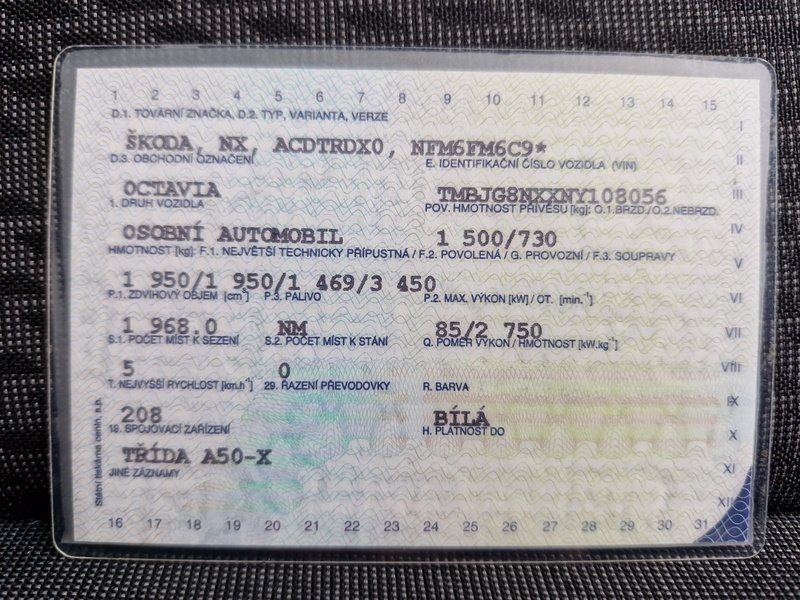 1 2 3 4 5 6 7 8 9 10 11 12 13 14 15
D.1. TOVÁRNÍ ZNAČKA, D.2. TYP, VARIANTA, VERZE
I
ŠKODA, NX, ACDTRDX0, NFM6FM6C9*
D.3. OBCHODNÍ OZNAČENÍ E. IDENTIFIKAČNÍ ČÍSLO VOZIDLA (VIN)
II
OCTAVIA TMBJG8NXXNY108056
III
1. DRUH VOZIDLA POV. HMOTNOST PŘÍVĚSU [kg]: O.1.BRZD./O.2.NEBRZD.
OSOBNÍ AUTOMOBIL 1 500/730
IV
HMOTNOST [kg]: F.1. NEJVĚTŠÍ TECHNICKY PŘÍPUSTNÁ / F.2. POVOLENÁ / G. PROVOZNÍ / F.3. SOUPRAVY
V
1 950/1 950/1 469/3 450
P.1. ZDVIHOVÝ OBJEM [cm³] P.3. PALIVO P.2. MAX. VÝKON [kW] / OT. [min.⁻¹]
VI
1 968.0 NM 85/2 750
VII
S.1. POČET MÍST K SEZENÍ S.2. POČET MÍST K STÁNÍ Q. POMĚR VÝKON / HMOTNOST [kW.kg⁻¹]
5 0
VIII
T. NEJVYŠŠÍ RYCHLOST [km.h⁻¹] 29. ŘAZENÍ PŘEVODOVKY R. BARVA
IX
208 BÍLÁ
18. SPOJOVACÍ ZAŘÍZENÍ H. PLATNOST DO
X
TŘÍDA A50-X
XI
JINÉ ZÁZNAMY
XII
16 17 18 19 20 21 22 23 24 25 26 27 28 29 30 31
Státní tiskárna cenin, s.p.